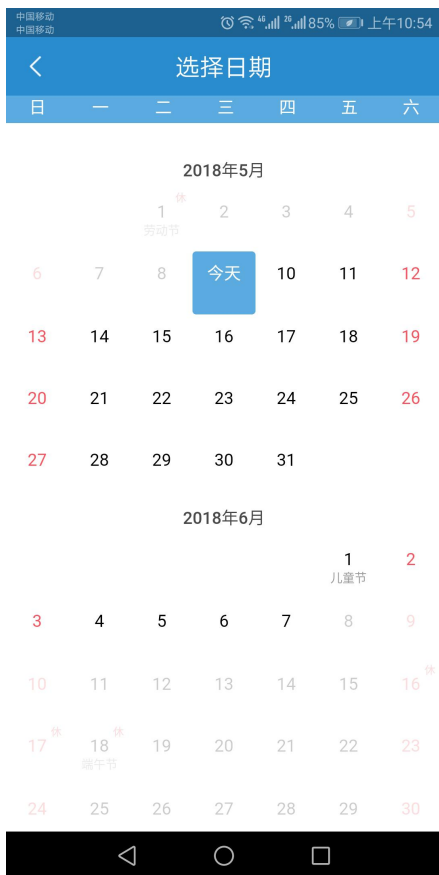 中国移动
中国移动
4G 2G 85% 上午10:54
选择日期
日 一 二 三 四 五 六
2018年5月
休
1 2 3 4 5
劳动节
6 7 8 今天 10 11 12
13 14 15 16 17 18 19
20 21 22 23 24 25 26
27 28 29 30 31
2018年6月
1 2
儿童节
3 4 5 6 7 8 9
休
10 11 12 13 14 15 16
休 休
17 18 19 20 21 22 23
端午节
24 25 26 27 28 29 30